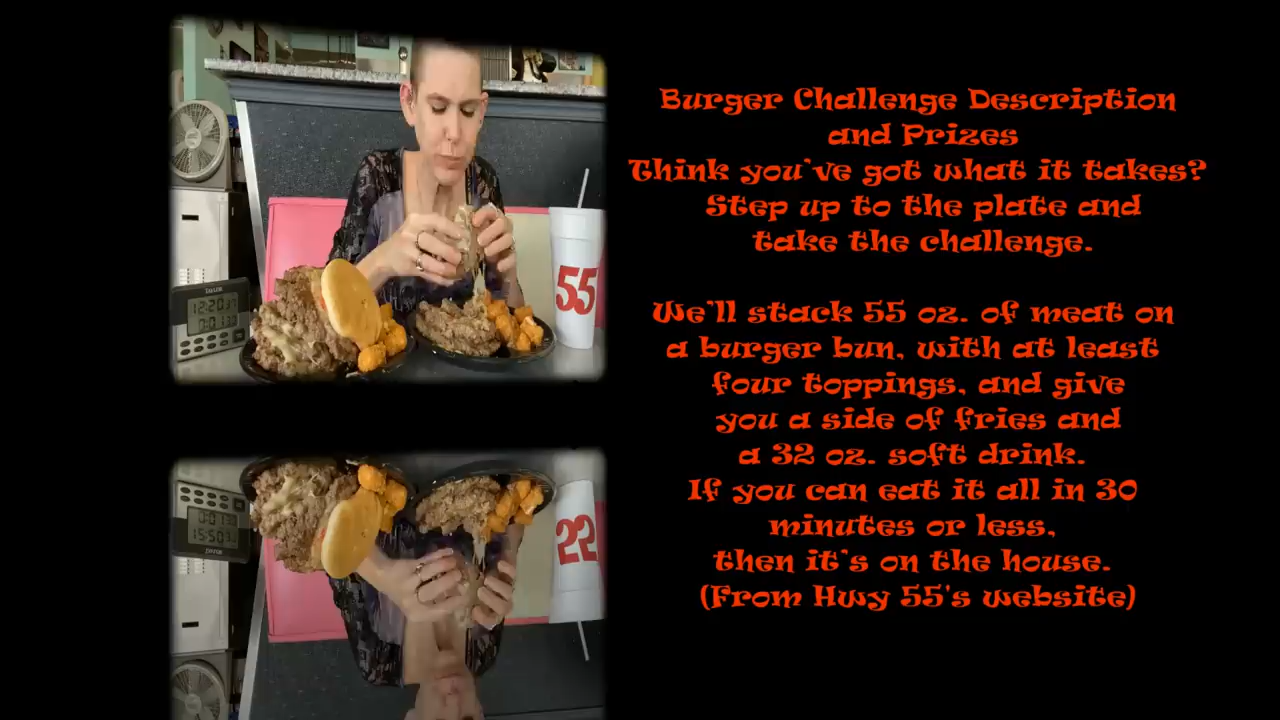 Burger Challenge Description
and Prizes
Think you've got what it takes?
Step up to the plate and
take the challenge.
We'll stack 55 oz. of meat on
a burger bun, with at least
four toppings, and give
you a side of fries and
a 32 oz. soft drink.
If you can eat it all in 30
minutes or less,
then it's on the house.
(From Hwy 55's website)
55